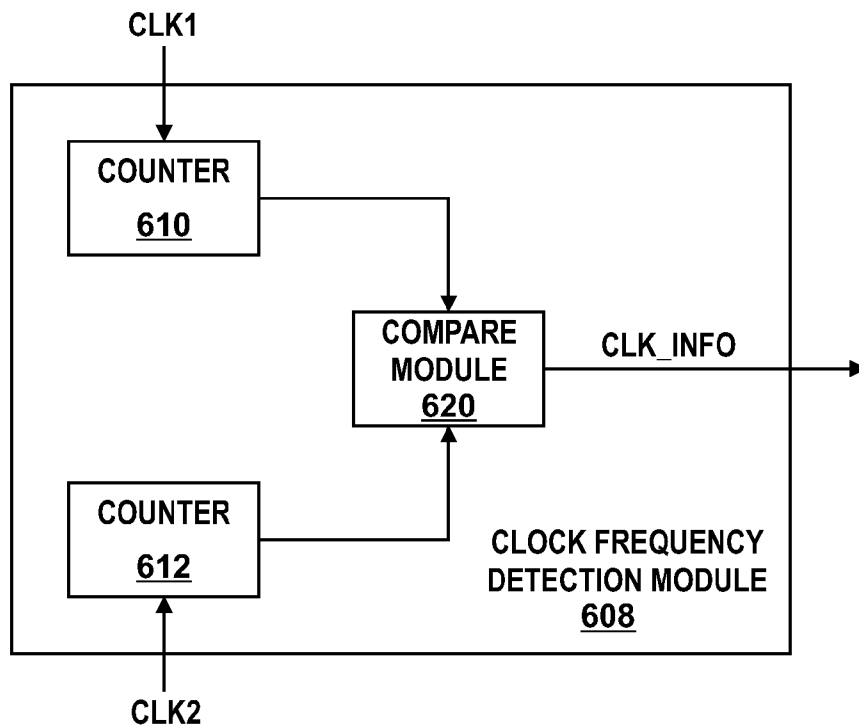 CLK1
COUNTER
610
COMPARE
MODULE
620
CLK_INFO
COUNTER
612
CLOCK FREQUENCY
DETECTION MODULE
608
CLK2